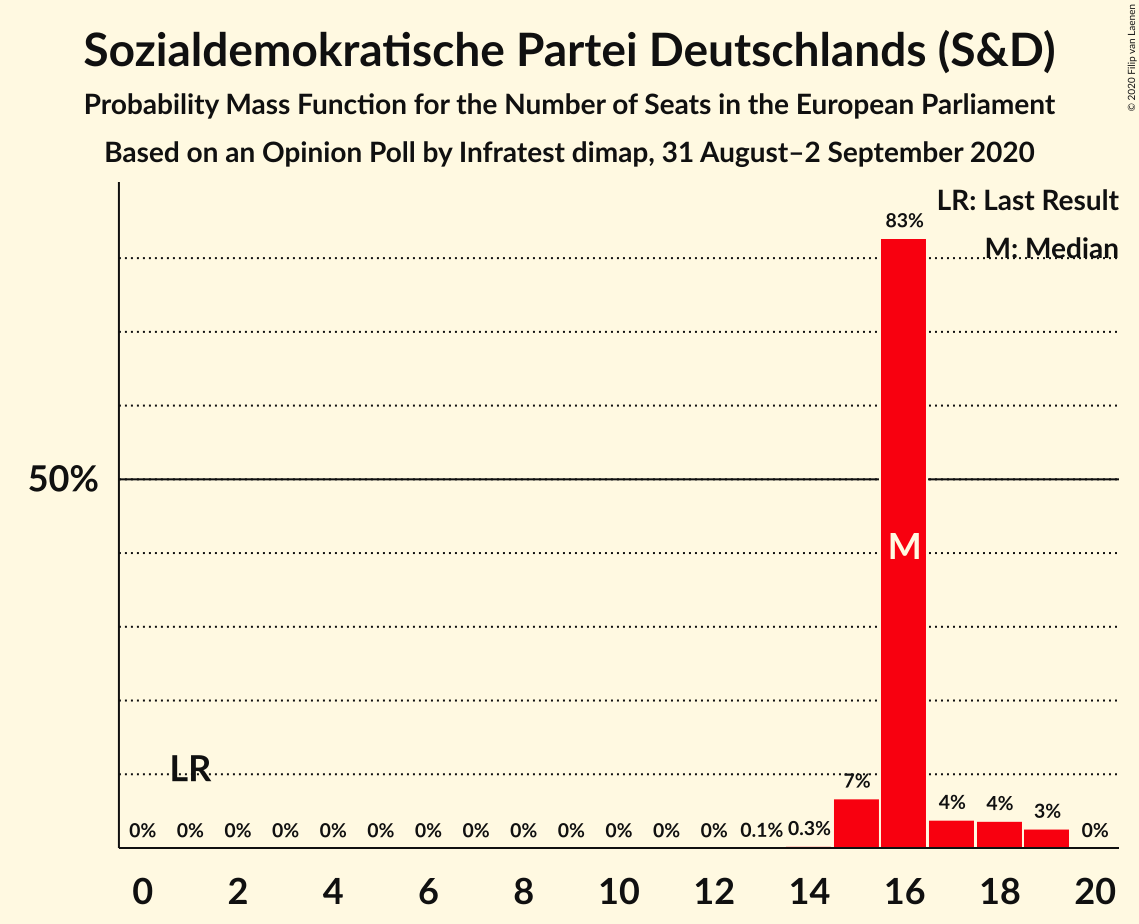 Sozialdemokratische Partei Deutschlands (S&D)
Probability Mass Function for the Number of Seats in the European Parliament
Based on an Opinion Poll by Infratest dimap, 31 August–2 September 2020
© 2020 Filip van Laenen
LR: Last Result
M: Median
83%
50%
M
LR
7%
4% 4% 3%
0% 0% 0% 0% 0% 0% 0% 0% 0% 0% 0% 0% 0% 0.1% 0.3% 0%
0 2 4 6 8 10 12 14 16 18 20